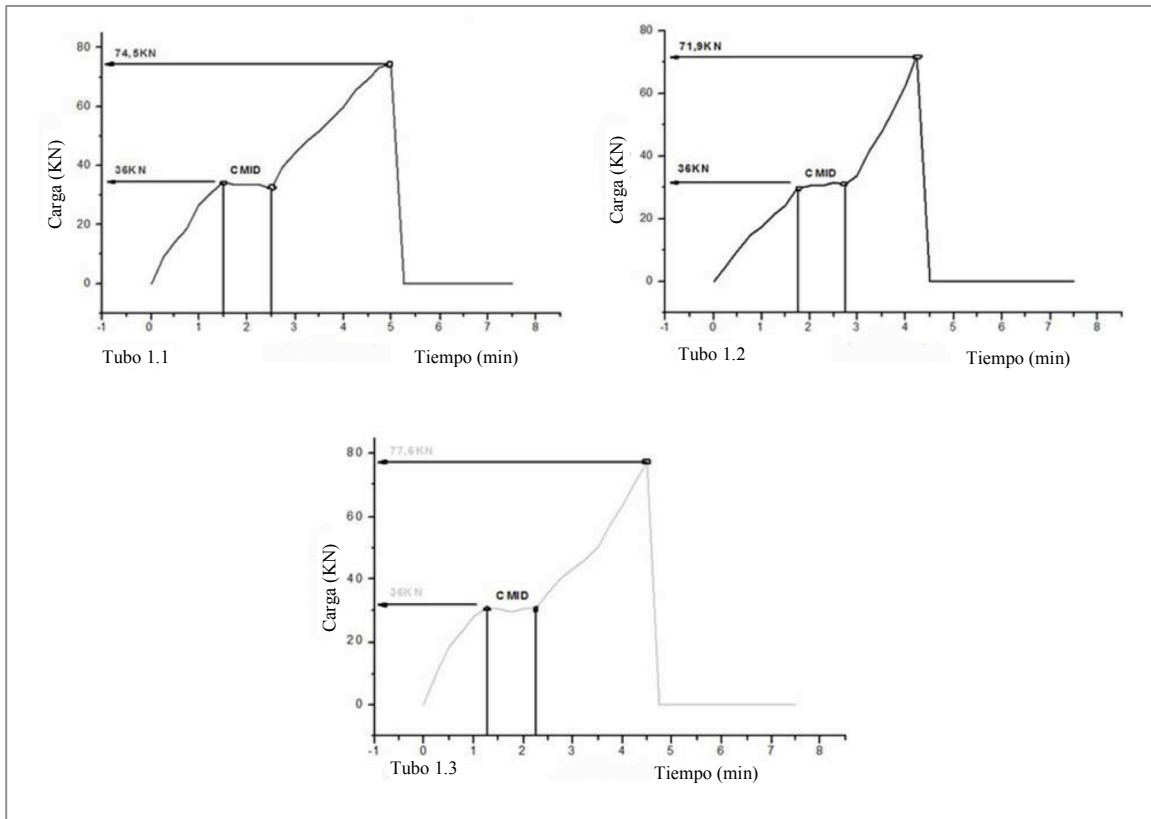 74,5KN
80
60
40
20
0
Carga (KN)
36KN
CMID
-1 0 1 2 3 4 5 6 7 8
Tubo 1.1
Tiempo (min)
71,9KN
80
60
40
20
0
Carga (KN)
36KN
CMID
-1 0 1 2 3 4 5 6 7 8
Tubo 1.2
Tiempo (min)
77,6KN
80
60
40
20
0
Carga (KN)
36KN
CMID
-1 0 1 2 3 4 5 6 7 8
Tubo 1.3
Tiempo (min)